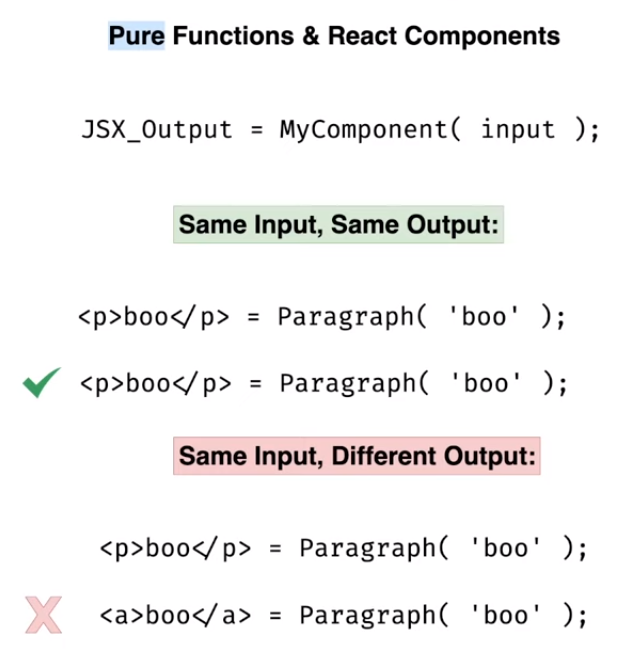 Pure Functions & React Components
JSX_Output = MyComponent( input );
Same Input, Same Output:
<p>boo</p> = Paragraph( 'boo' );
<p>boo</p> = Paragraph( 'boo' );
Same Input, Different Output:
<p>boo</p> = Paragraph( 'boo' );
<a>boo</a> = Paragraph( 'boo' );